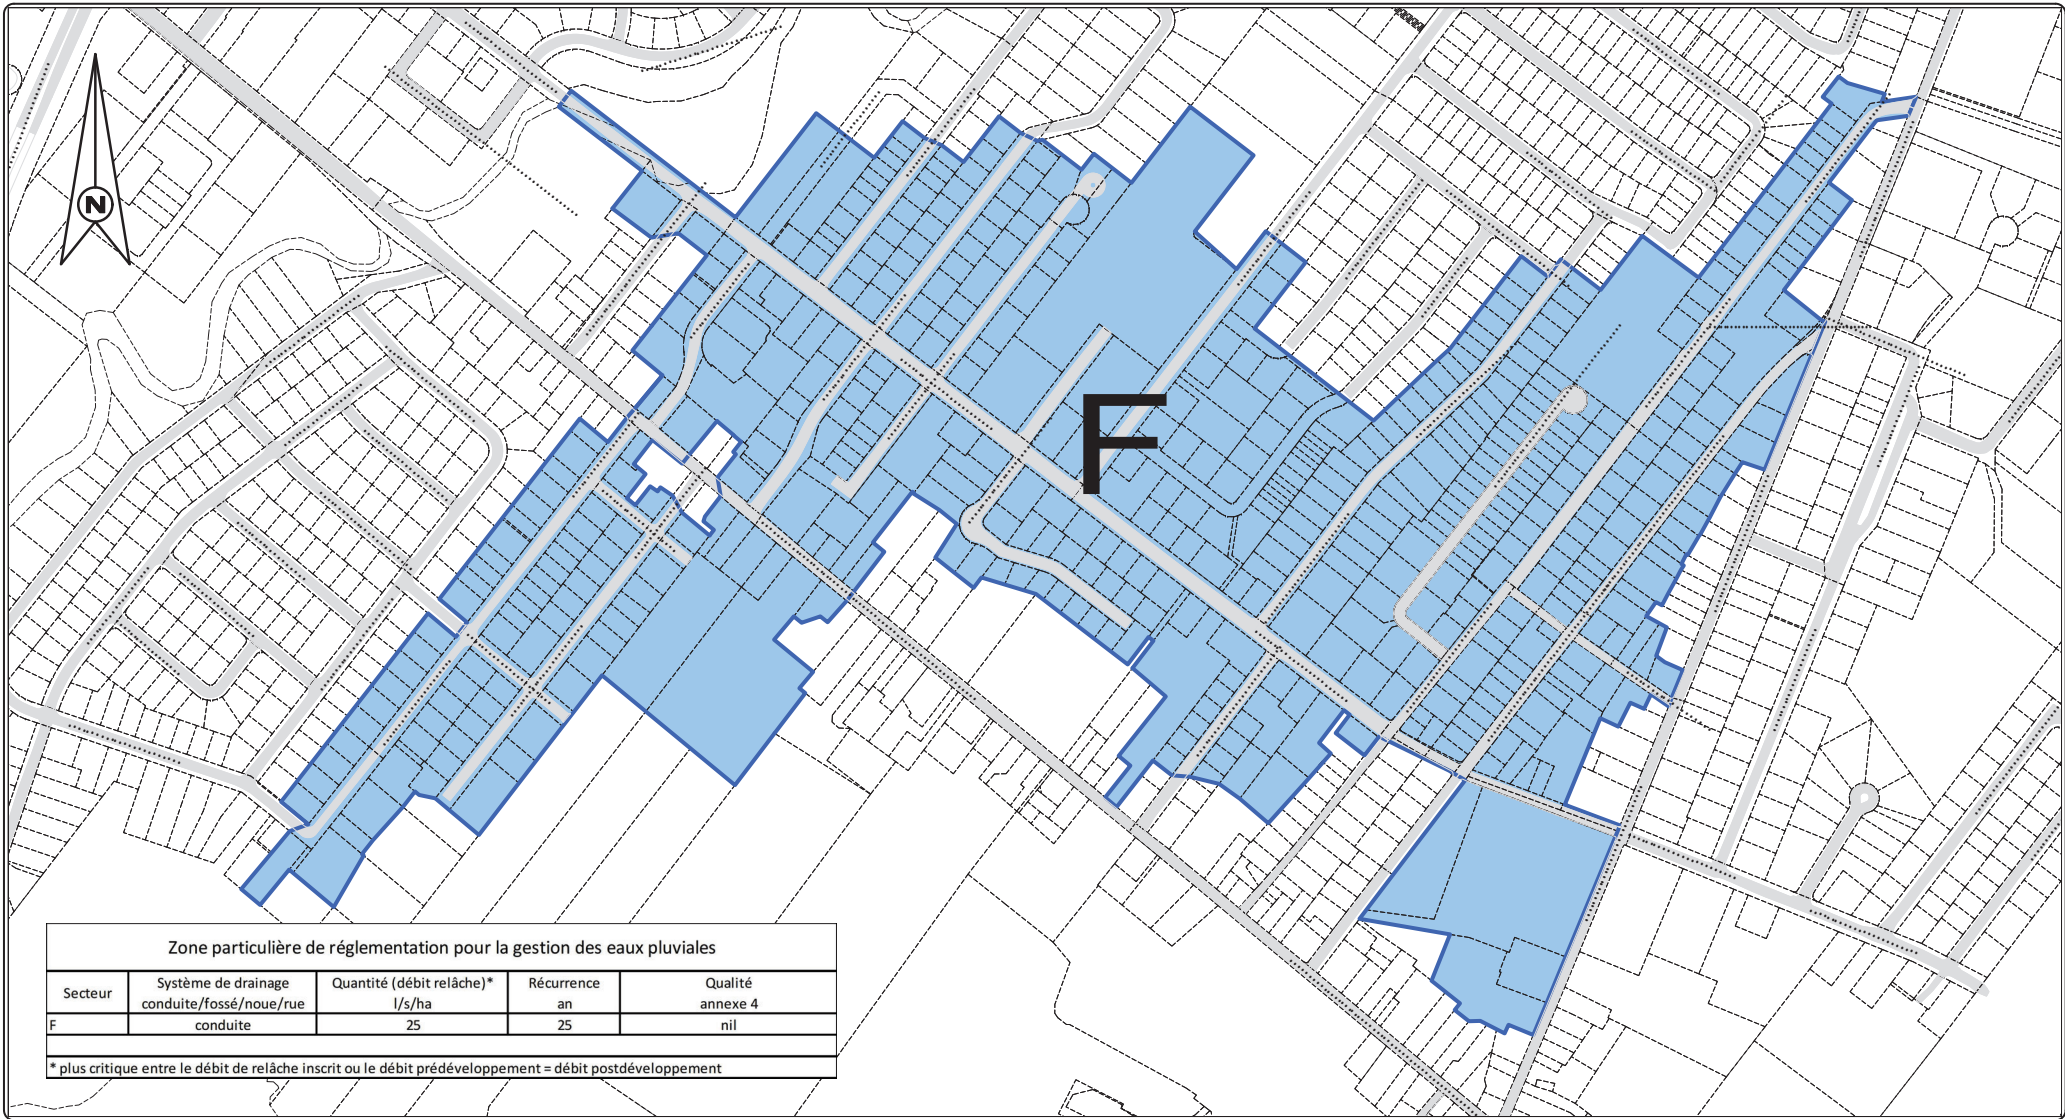 N
F
Zone particulière de réglementation pour la gestion des eaux pluviales
Secteur
Système de drainage
conduite/fossé/noue/rue
Quantité (débit relâche)*
l/s/ha
Récurrence
an
Qualité
annexe 4
F
conduite
25
25
nil
* plus critique entre le débit de relâche inscrit ou le débit prédéveloppement = débit postdéveloppement